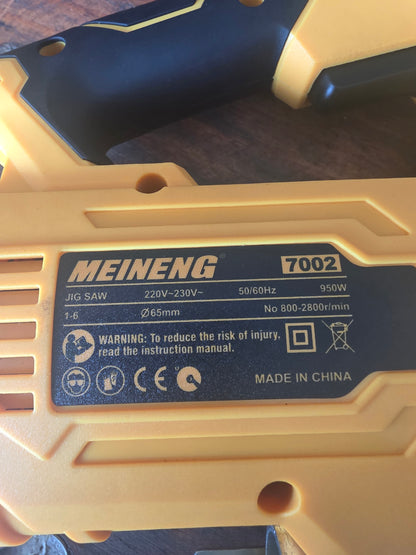 MEINENG® 7002
JIG SAW 220V~230V~ 50/60Hz 950W
1-6 Ø65mm No 800-2800r/min
WARNING: To reduce the risk of injury,
read the instruction manual.
CE
MADE IN CHINA